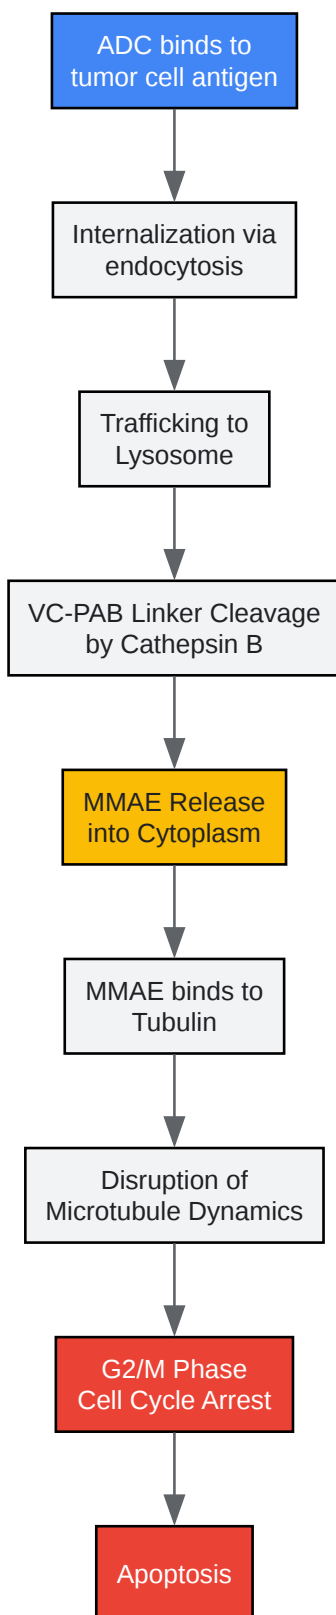 ADC binds to
tumor cell antigen
Internalization via
endocytosis
Trafficking to
Lysosome
VC-PAB Linker Cleavage
by Cathepsin B
MMAE Release
into Cytoplasm
MMAE binds to
Tubulin
Disruption of
Microtubule Dynamics
G2/M Phase
Cell Cycle Arrest
Apoptosis